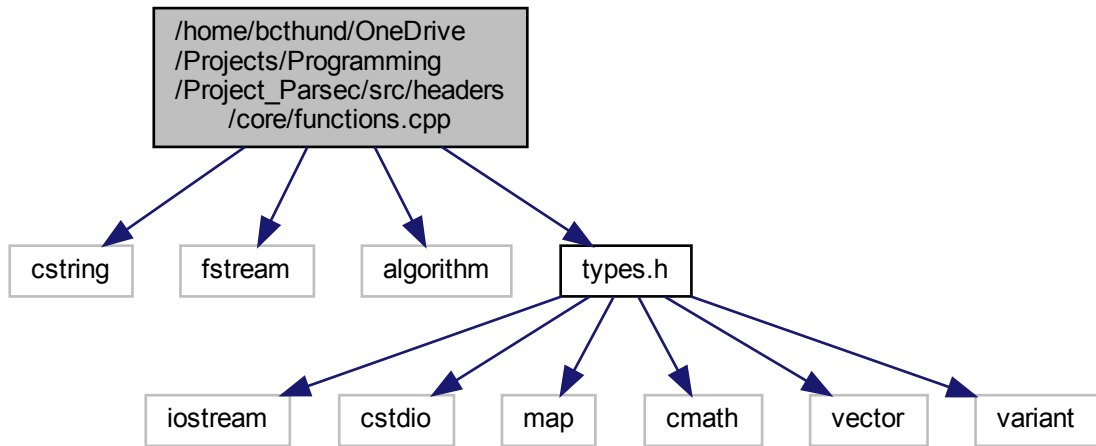 /home/bcthund/OneDrive
/Projects/Programming
/Project_Parsec/src/headers
/core/functions.cpp
cstring
fstream
algorithm
types.h
iostream
cstdio
map
cmath
vector
variant